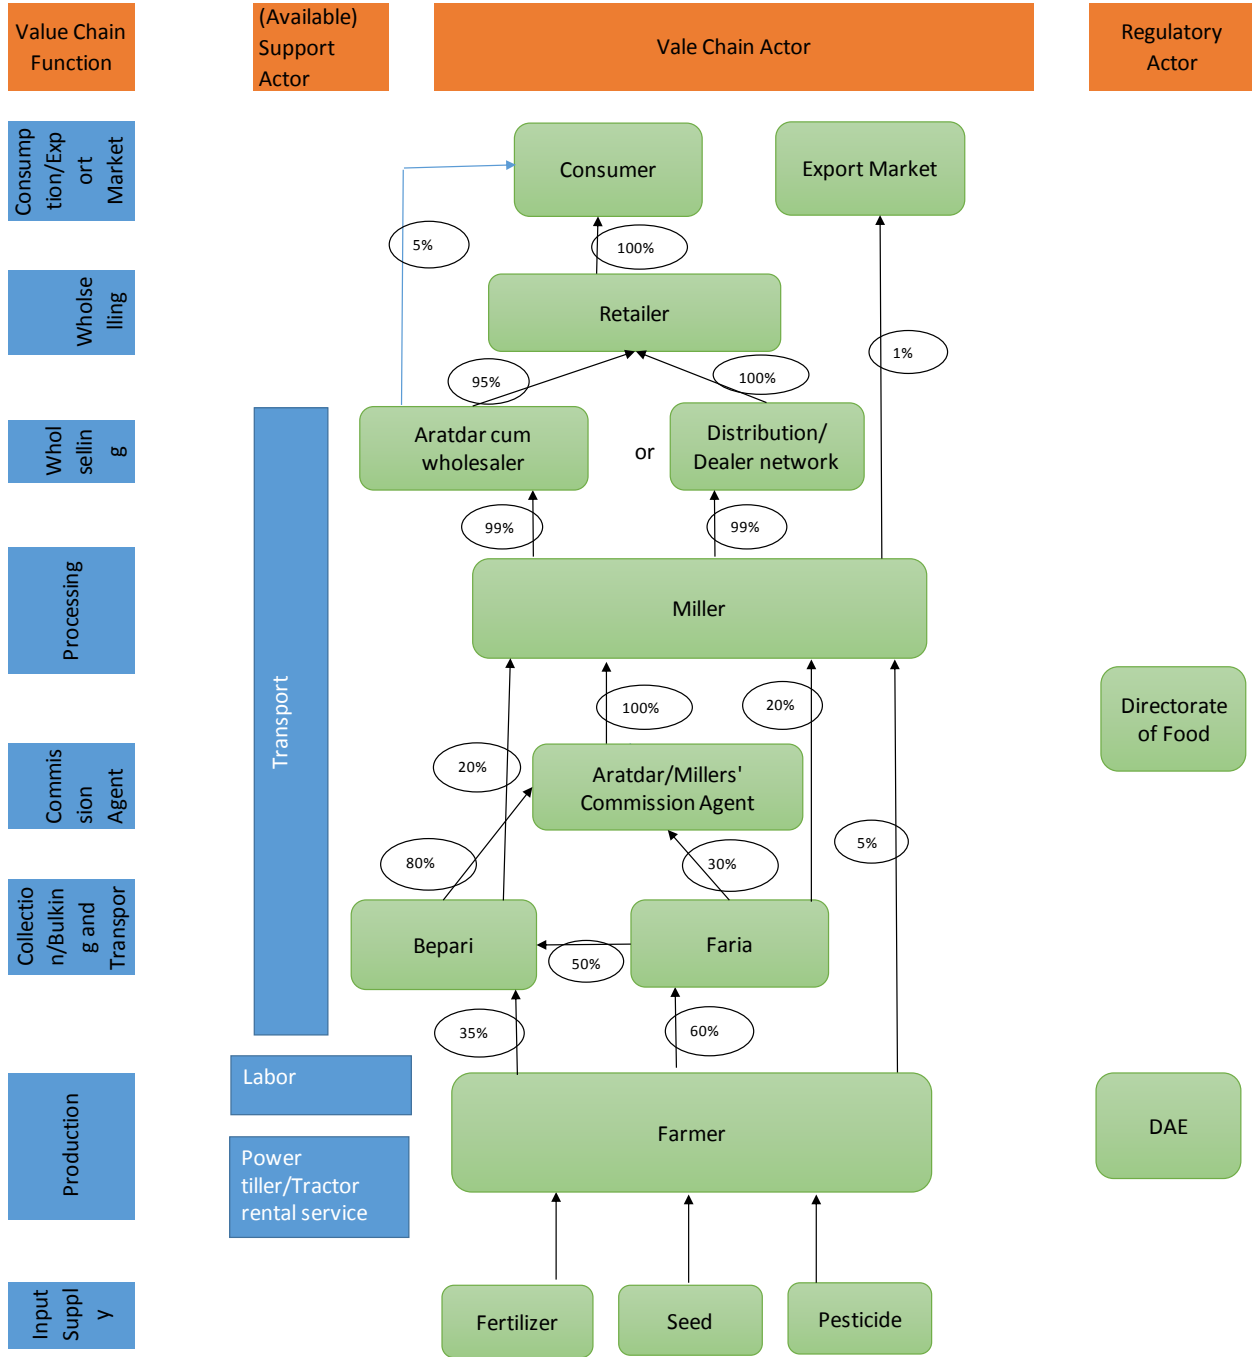 Value Chain
Function
(Available)
Support
Actor
Vale Chain Actor
Regulatory
Actor
Consump
tion/Exp
ort
Market
Consumer
Export Market
5%
100%
Wholse
lling
Retailer
1%
95%
100%
Whol
sellin
g
Aratdar cum
wholesaler
or
Distribution/
Dealer network
99%
99%
Processing
Miller
Transport
100%
20%
Directorate
of Food
Commis
sion
Agent
20%
Aratdar/Millers'
Commission Agent
80%
30%
5%
Collectio
n/Bulkin
g and
Transpor
Bepari
Faria
50%
35%
60%
Labor
Production
Farmer
DAE
Power
tiller/Tractor
rental service
Input
Suppl
y
Fertilizer
Seed
Pesticide